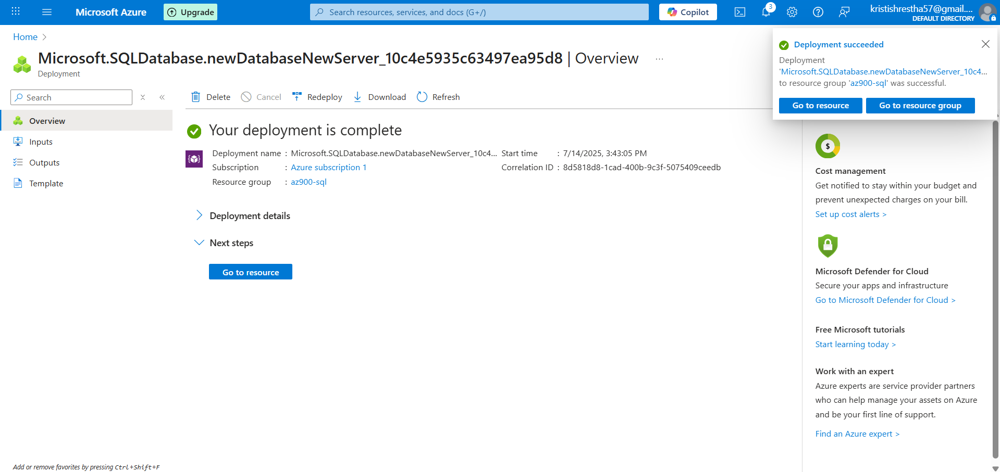 Microsoft Azure
Upgrade
Search resources, services, and docs (G+/)
Copilot
3
kristishrestha57@gmail....
DEFAULT DIRECTORY
Home
Microsoft.SQLDatabase.newDatabaseNewServer_10c4e5935c63497ea95d8 | Overview
...
Deployment
Search
Overview
Inputs
Outputs
Template
Delete
Cancel
Redeploy
Download
Refresh
Your deployment is complete
Deployment name : Microsoft.SQLDatabase.newDatabaseNewServer_10c4...
Subscription : Azure subscription 1
Resource group : az900-sql
Start time : 7/14/2025, 3:43:05 PM
Correlation ID : 8d5818d8-1cad-400b-9c3f-5075409ceedb
Deployment details
Next steps
Go to resource
Deployment succeeded
Deployment
'Microsoft.SQLDatabase.newDatabaseNewServer_10c4...
to resource group 'az900-sql' was successful.
Go to resource
Go to resource group
$
Cost management
Get notified to stay within your budget and
prevent unexpected charges on your bill.
Set up cost alerts >
Microsoft Defender for Cloud
Secure your apps and infrastructure
Go to Microsoft Defender for Cloud >
Free Microsoft tutorials
Start learning today >
Work with an expert
Azure experts are service provider partners
who can help manage your assets on Azure
and be your first line of support.
Find an Azure expert >
Add or remove favorites by pressing Ctrl+Shift+F